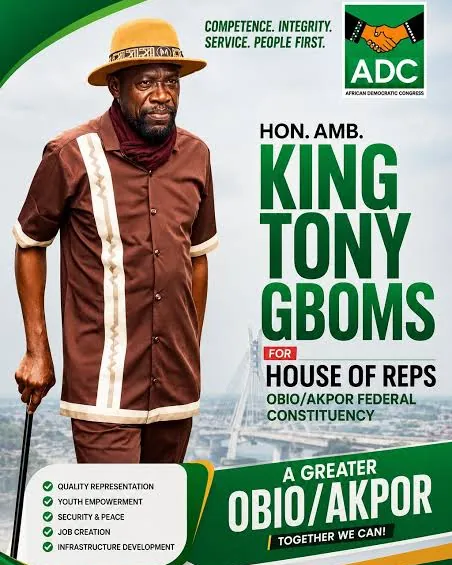 COMPETENCE. INTEGRITY.
SERVICE. PEOPLE FIRST.
ADC
AFRICAN DEMOCRATIC CONGRESS
HON. AMB.
KING
TONY
GBOMS
FOR
HOUSE OF REPS
OBIO/AKPOR FEDERAL
CONSTITUENCY
QUALITY REPRESENTATION
YOUTH EMPOWERMENT
SECURITY & PEACE
JOB CREATION
INFRASTRUCTURE DEVELOPMENT
A GREATER
OBIO/AKPOR
TOGETHER WE CAN!